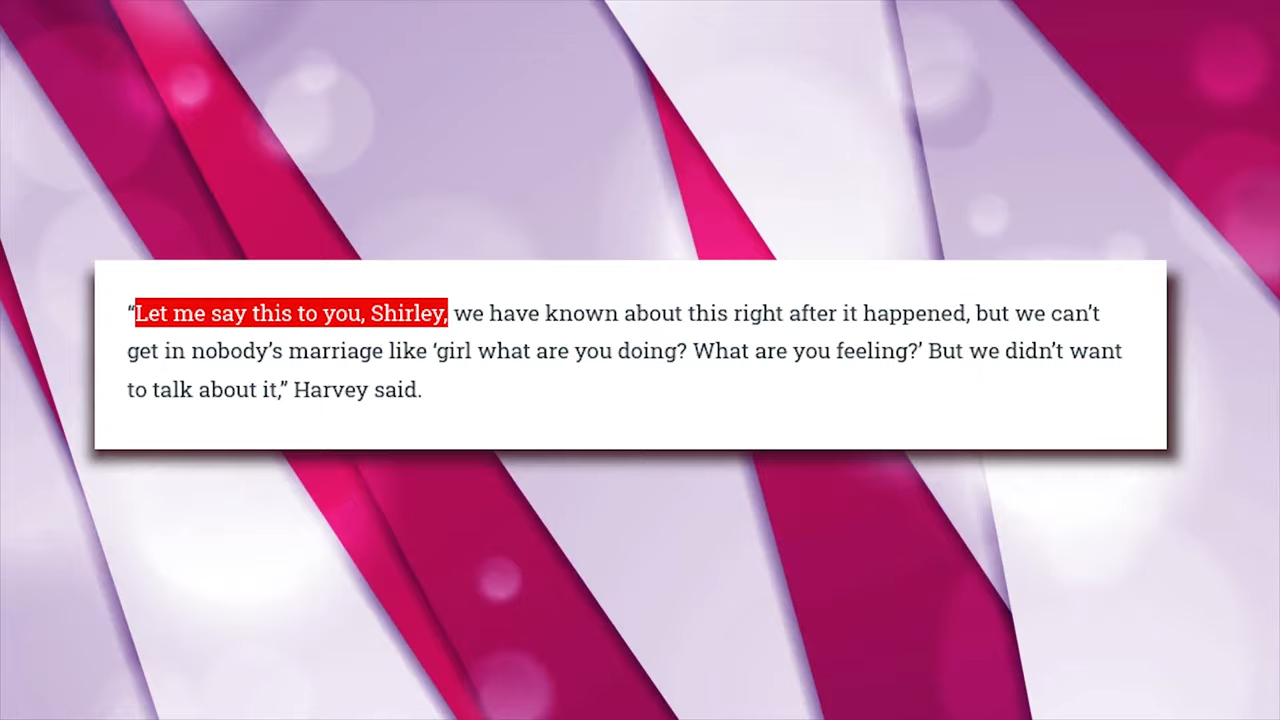 “Let me say this to you, Shirley, we have known about this right after it happened, but we can’t
get in nobody’s marriage like ‘girl what are you doing? What are you feeling?’ But we didn’t want
to talk about it,” Harvey said.